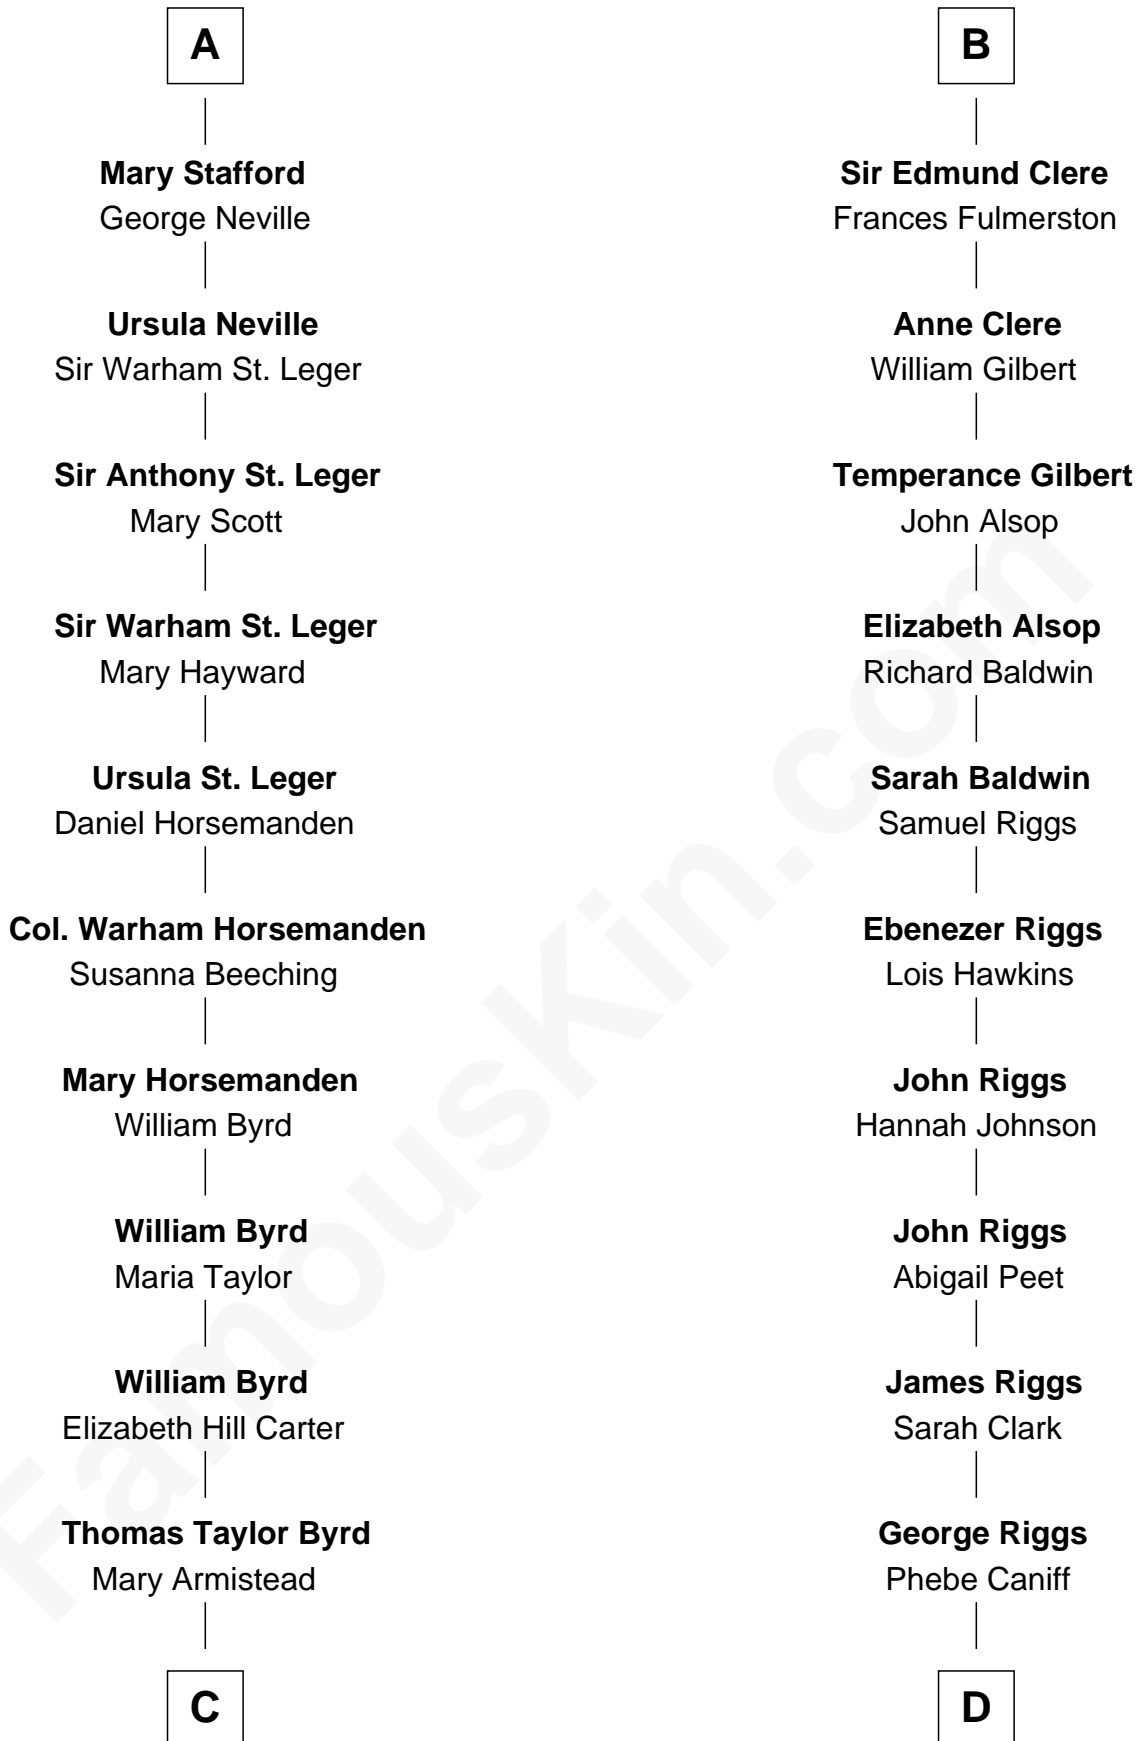 A
Mary Stafford
George Neville
Ursula Neville
Sir Warham St. Leger
Sir Anthony St. Leger
Mary Scott
Sir Warham St. Leger
Mary Hayward
Ursula St. Leger
Daniel Horsemanden
Col. Warham Horsemanden
Susanna Beeching
Mary Horsemanden
William Byrd
William Byrd
Maria Taylor
William Byrd
Elizabeth Hill Carter
Thomas Taylor Byrd
Mary Armistead
C
B
Sir Edmund Clere
Frances Fulmerston
Anne Clere
William Gilbert
Temperance Gilbert
John Alsop
Elizabeth Alsop
Richard Baldwin
Sarah Baldwin
Samuel Riggs
Ebenezer Riggs
Lois Hawkins
John Riggs
Hannah Johnson
John Riggs
Abigail Peet
James Riggs
Sarah Clark
George Riggs
Phebe Caniff
D
FamousKin.com